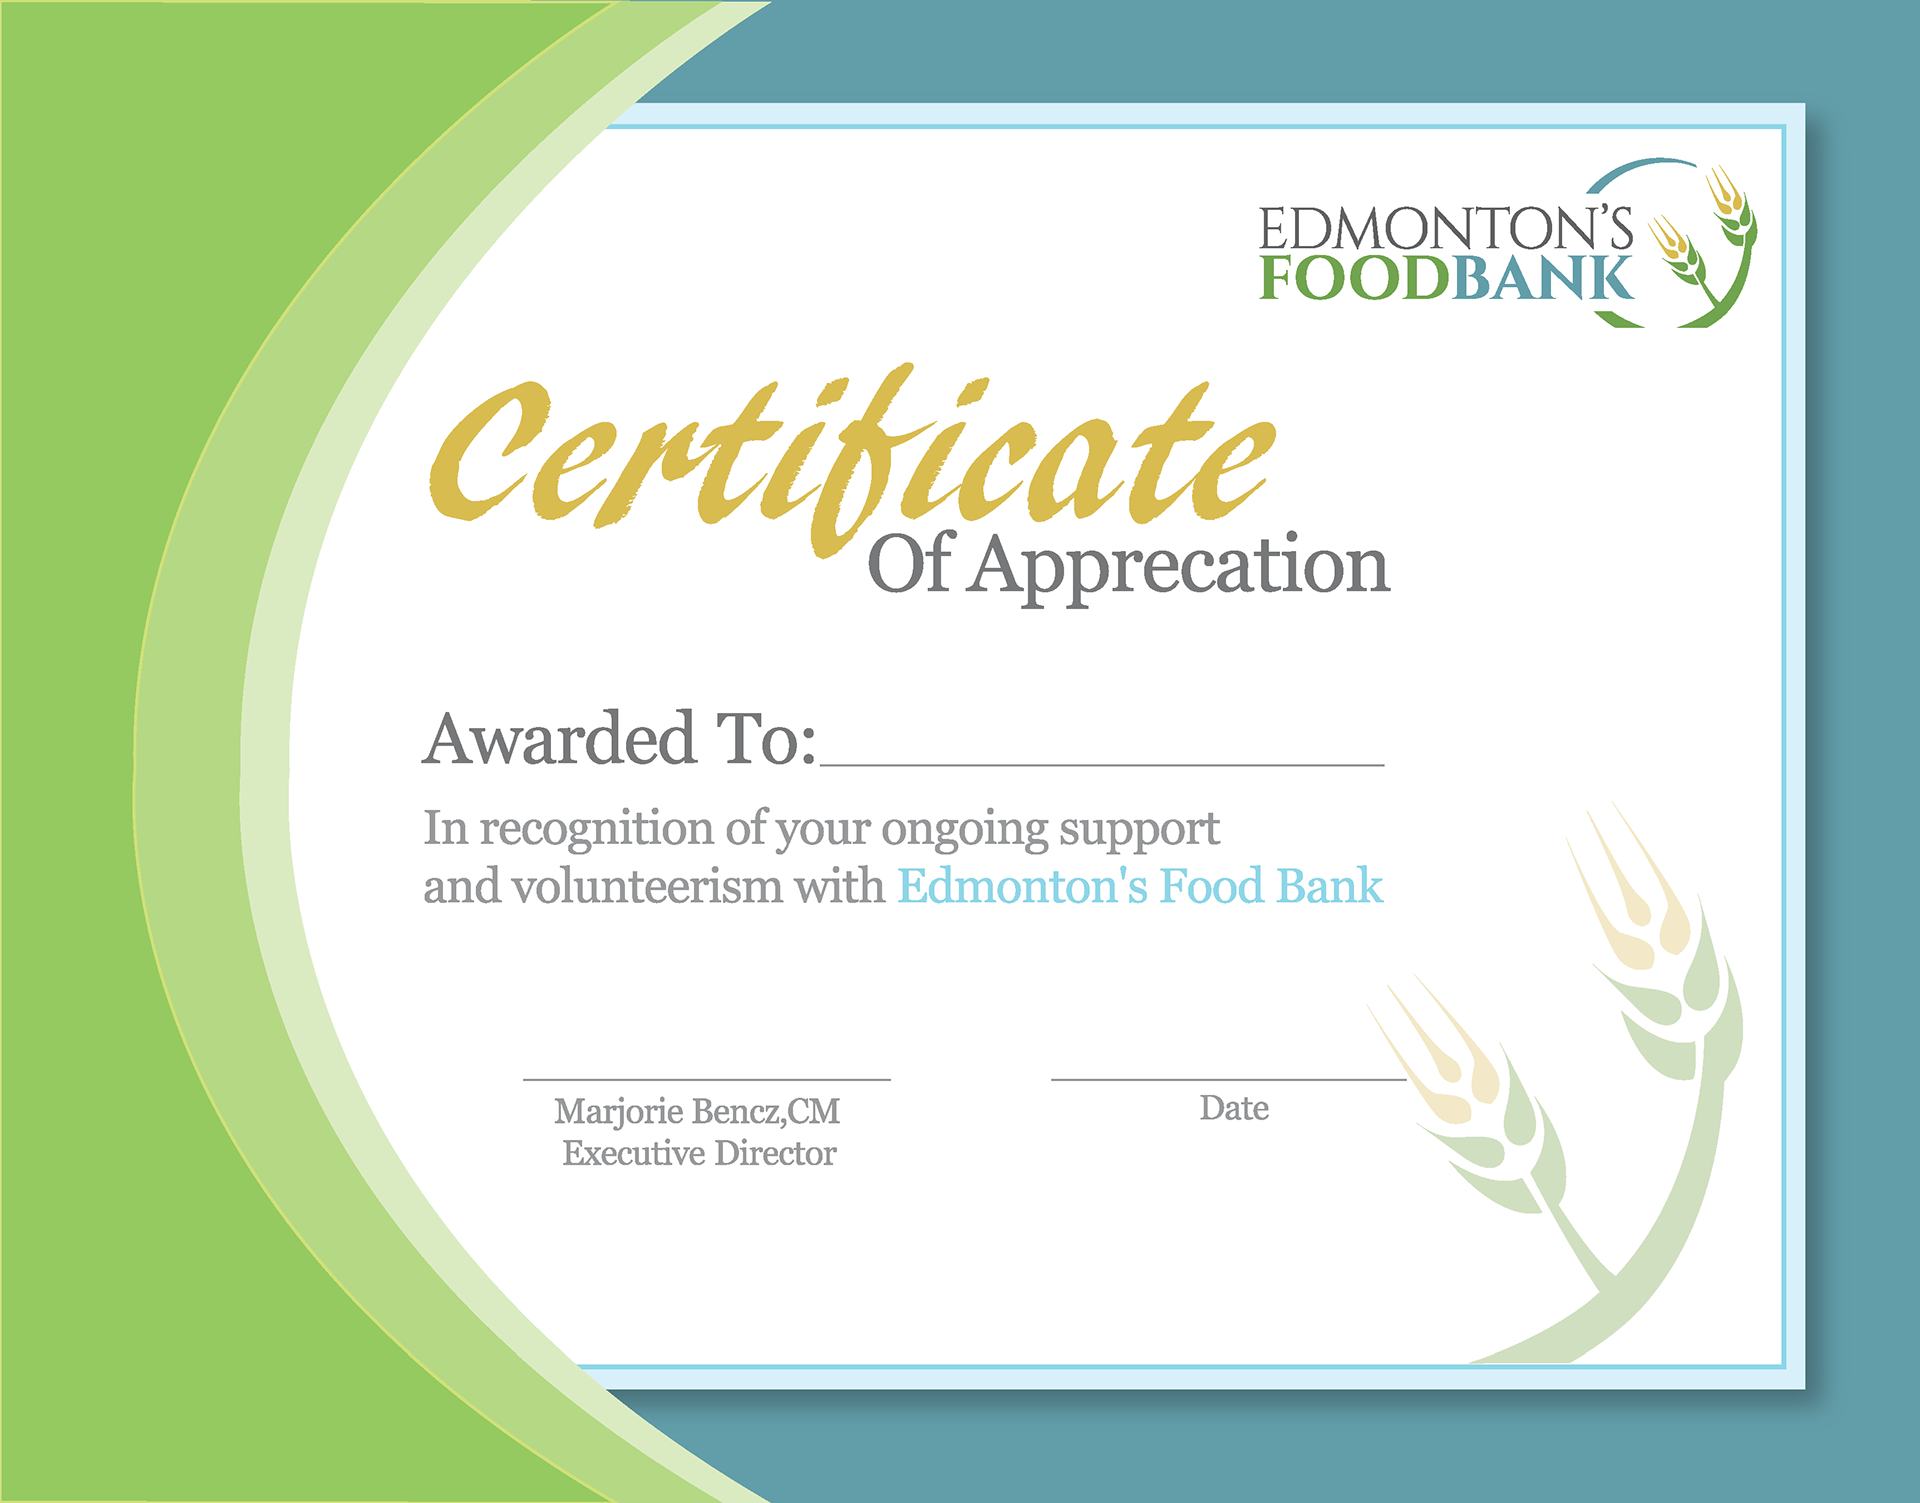 EDMONTON'S
FOODBANK
Certificate
Of Apprecation
Awarded To:
In recognition of your ongoing support
and volunteerism with Edmonton's Food Bank
Marjorie Bencz,CM
Executive Director
Date